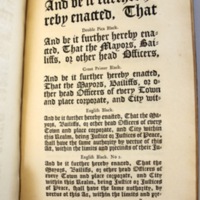 And be it further he
reby enacted, That
Double Pica Black.
And be it further hereby ena-
cted, That the Mayors, Bai-
liffs, or other head Officers,
Great Primer Black.
And be it further hereby enacted,
That the Mayors, Bailiffs, or o-
ther head Officers of every Town
and place corporate, and City wit-
English Black.
And be it further hereby enacted, That the Ma-
yors, Bailiffs, or other head Officers of every Town
and place corporate, and City within this Realm,
being Justice or Justices of Peace,
shall have the same authority by vertue of this
Act, within the limits and precincts of their Ju-
English Black. No 2.
And be it further hereby enacted, That the
Mayors, Bailiffs, or other head Officers of
every Town and place corporate, and City
within this Realm, being Justice or Justices
of Peace, shall have the same authority, by
vertue of this Act, within the limits and